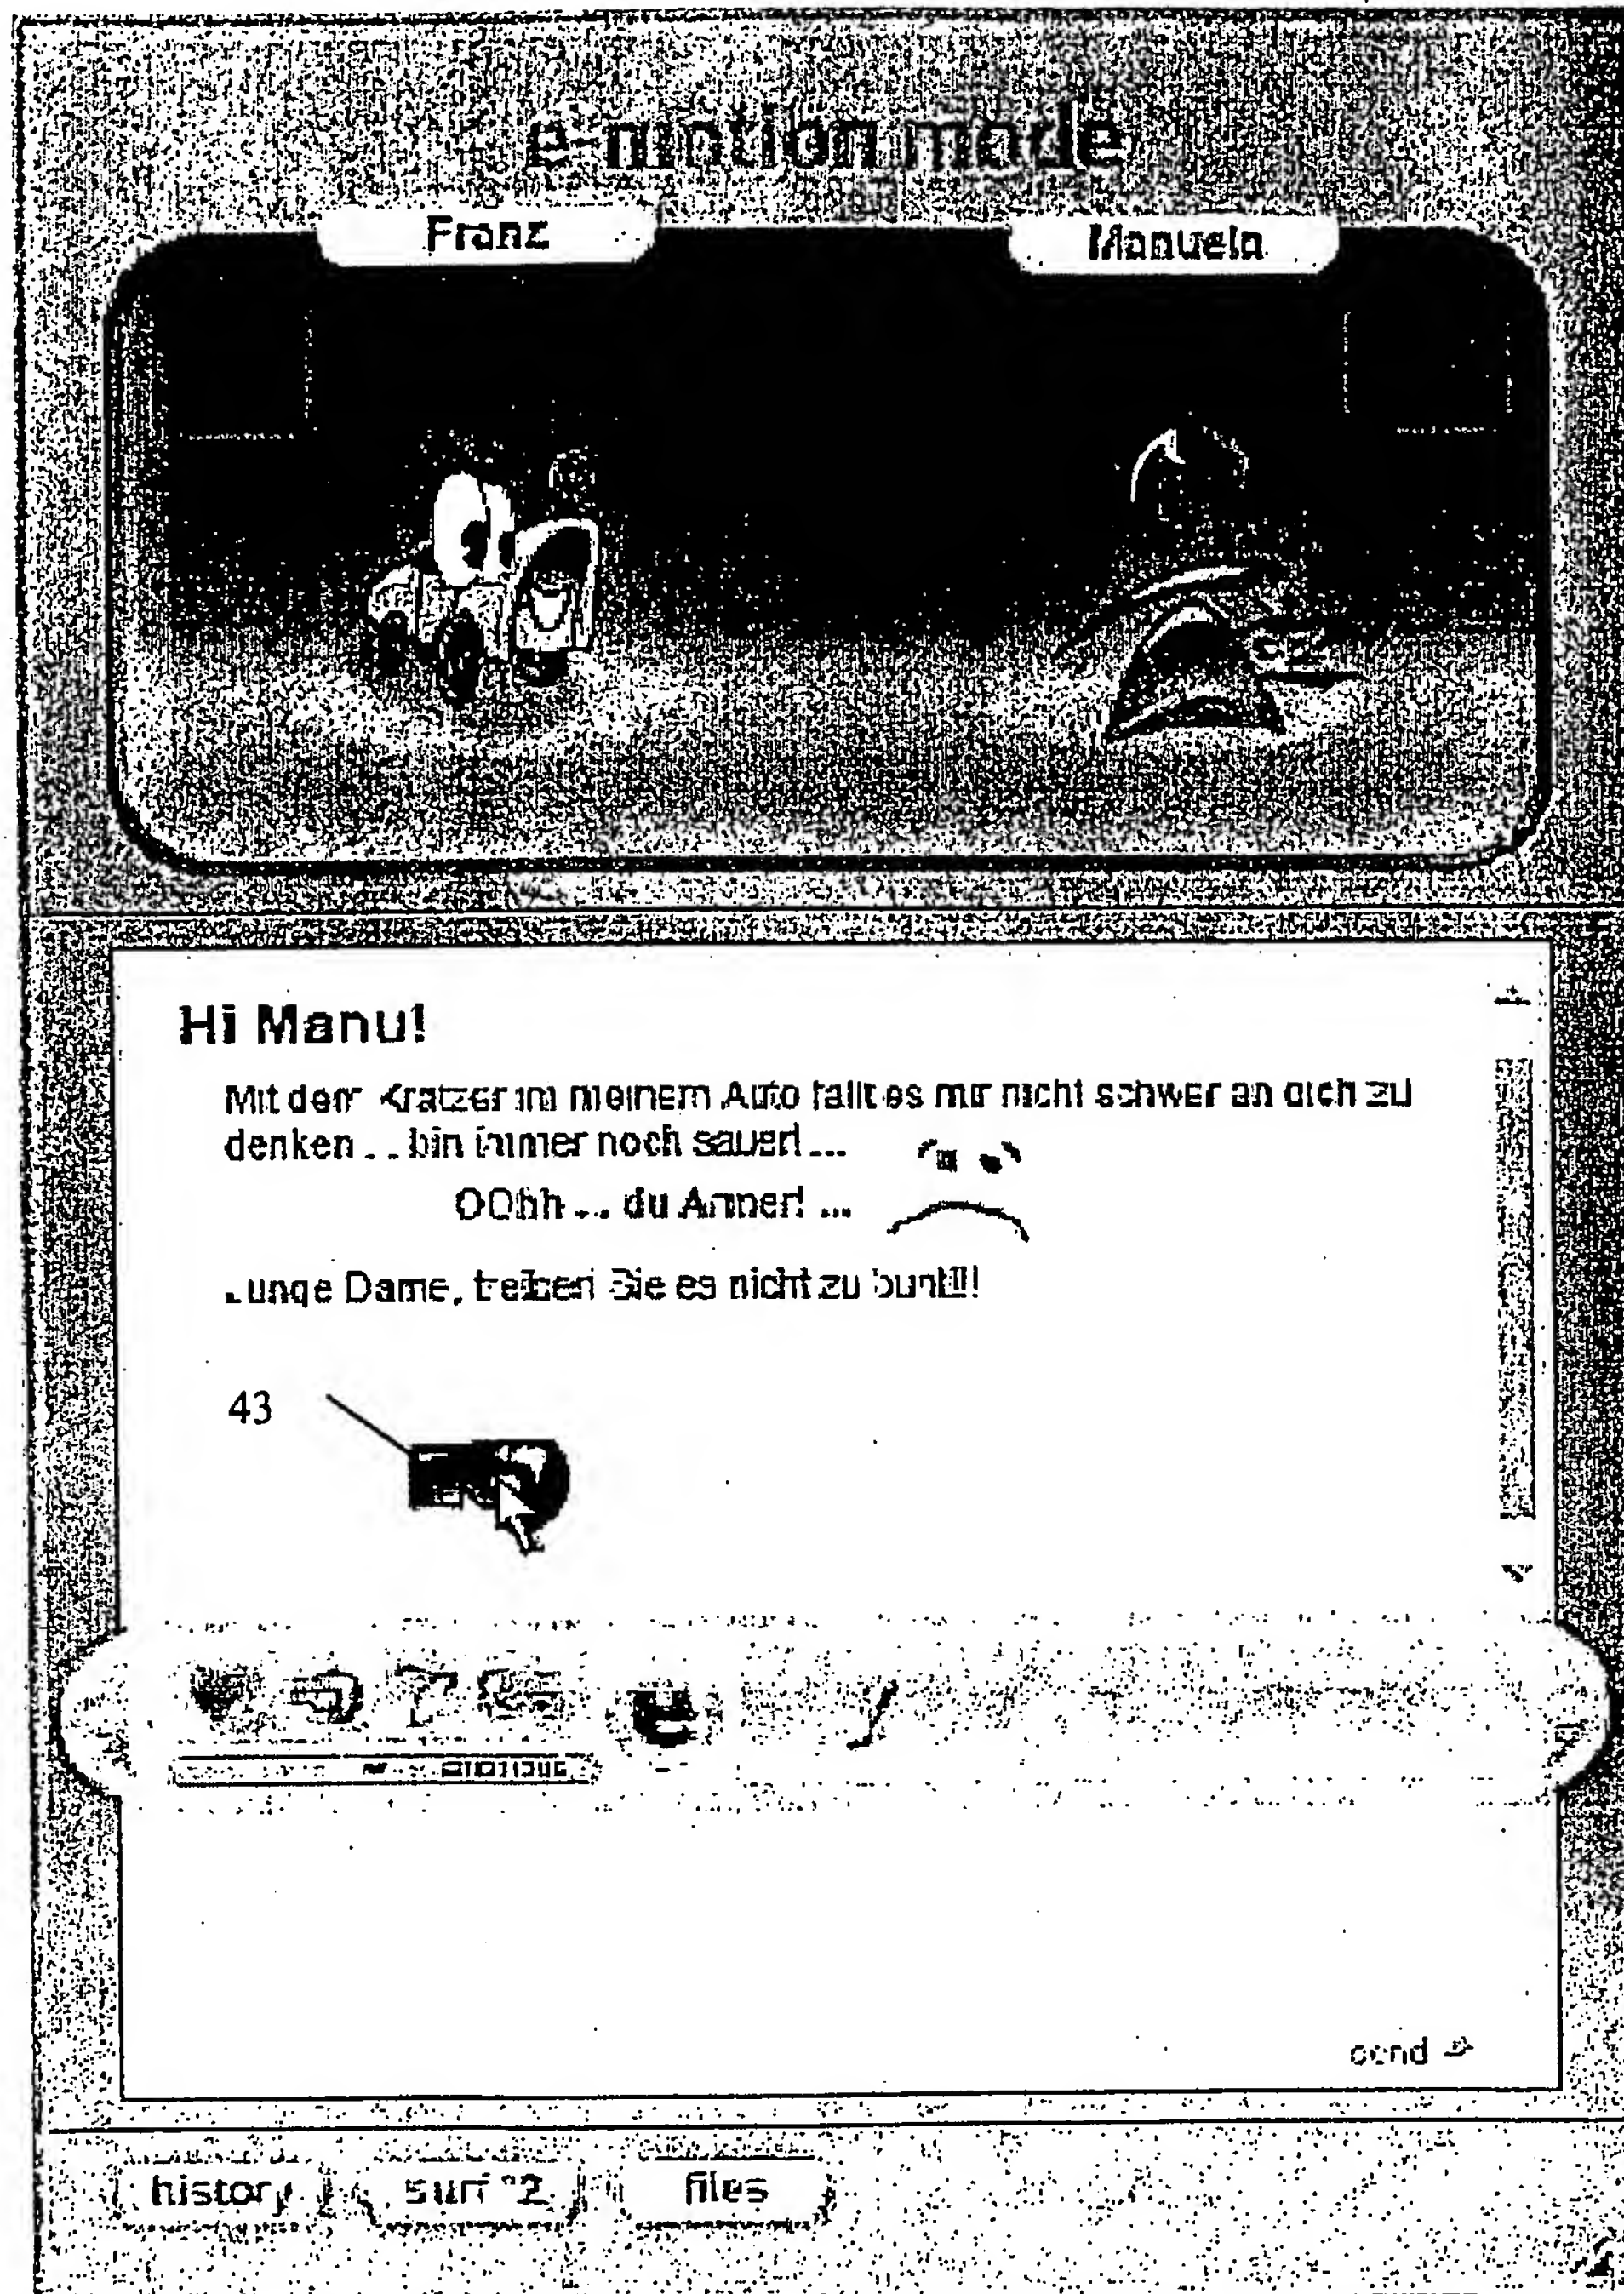 e-motion mode
Franz
Manuela
Hi Manu!
Mit dem Kratzer im meinem Auto fällt es mir nicht schwer an dich zu
denken ... bin immer noch sauer! ...
OOhh ... du Armer! ...
Junge Dame, treiben Sie es nicht zu bunt!!!
43
e
emotions
send
history
surf *2
files